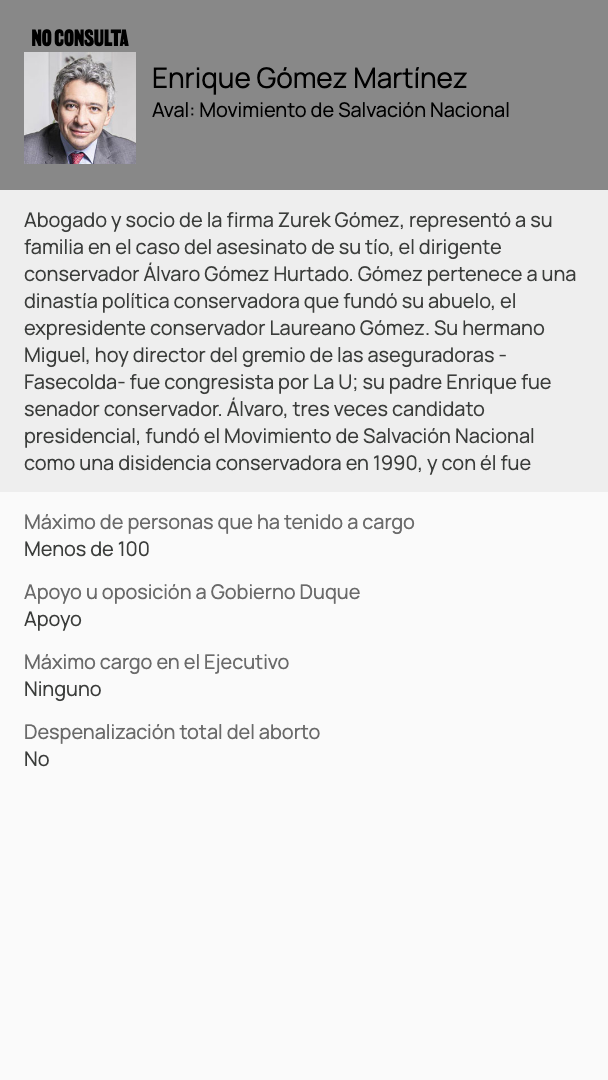 NO CONSULTA
Enrique Gómez Martínez
Aval: Movimiento de Salvación Nacional
Abogado y socio de la firma Zurek Gómez, representó a su
familia en el caso del asesinato de su tío, el dirigente
conservador Álvaro Gómez Hurtado. Gómez pertenece a una
dinastía política conservadora que fundó su abuelo, el
expresidente conservador Laureano Gómez. Su hermano
Miguel, hoy director del gremio de las aseguradoras -
Fasecolda- fue congresista por La U; su padre Enrique fue
senador conservador. Álvaro, tres veces candidato
presidencial, fundó el Movimiento de Salvación Nacional
como una disidencia conservadora en 1990, y con él fue
Máximo de personas que ha tenido a cargo
Menos de 100
Apoyo u oposición a Gobierno Duque
Apoyo
Máximo cargo en el Ejecutivo
Ninguno
Despenalización total del aborto
No